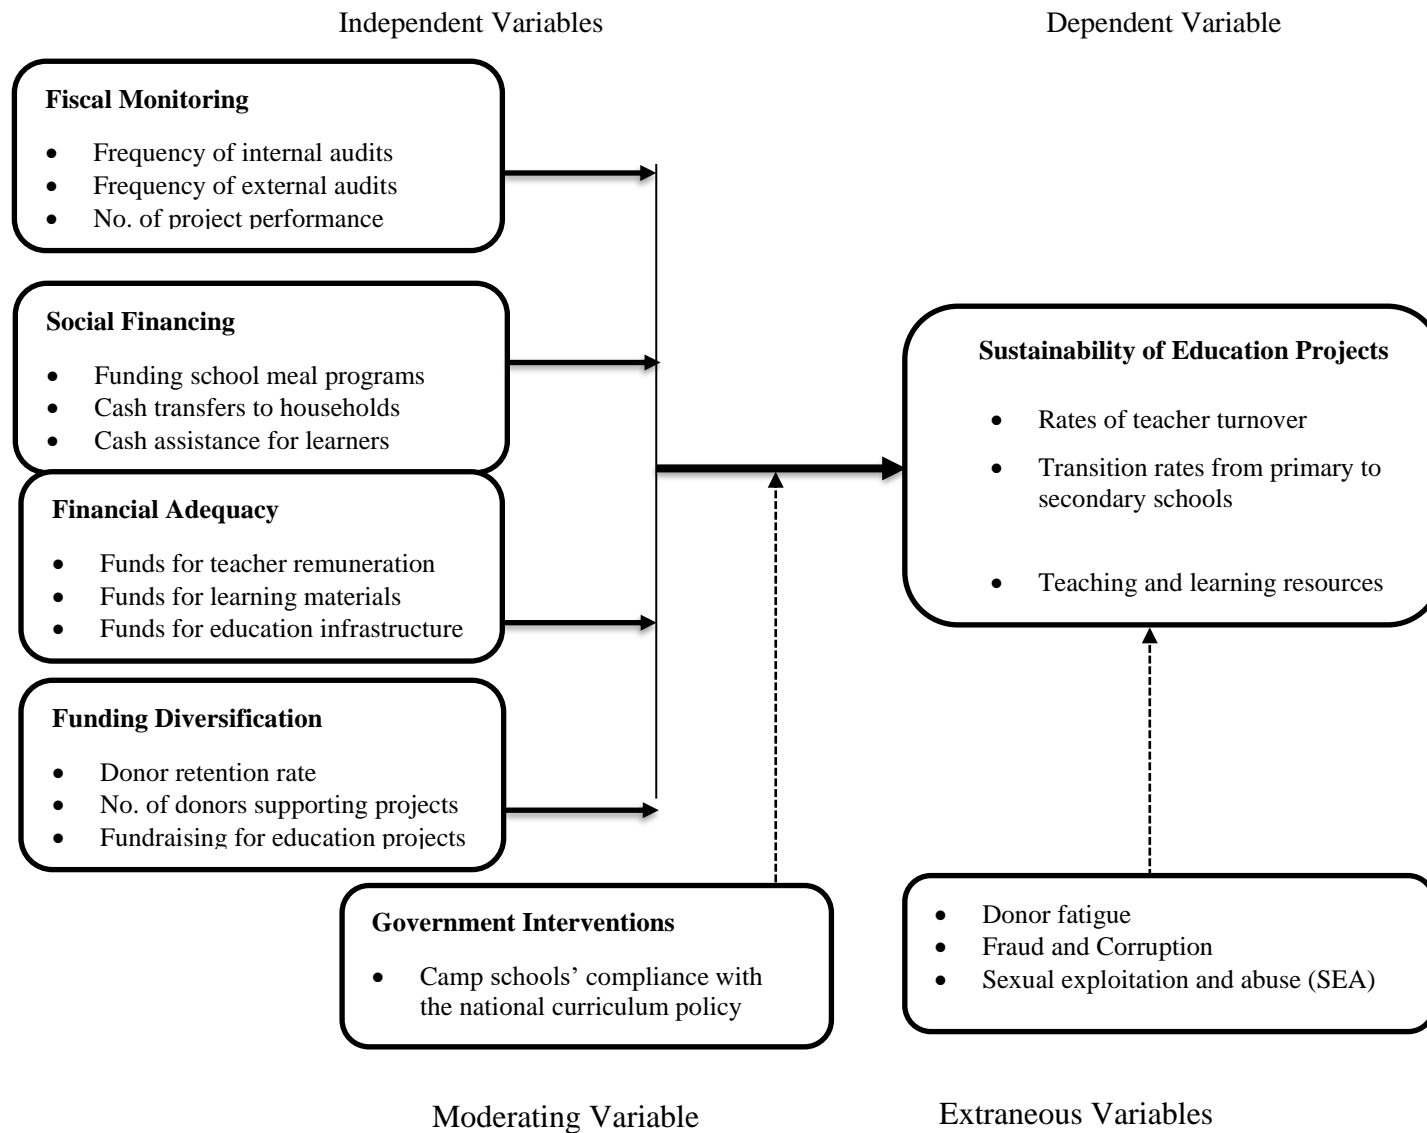 Independent Variables
Dependent Variable
Fiscal Monitoring
• Frequency of internal audits
• Frequency of external audits
• No. of project performance
Social Financing
• Funding school meal programs
• Cash transfers to households
• Cash assistance for learners
Financial Adequacy
• Funds for teacher remuneration
• Funds for learning materials
• Funds for education infrastructure
Funding Diversification
• Donor retention rate
• No. of donors supporting projects
• Fundraising for education projects
Sustainability of Education Projects
• Rates of teacher turnover
• Transition rates from primary to
secondary schools
• Teaching and learning resources
Government Interventions
• Camp schools’ compliance with
the national curriculum policy
• Donor fatigue
• Fraud and Corruption
• Sexual exploitation and abuse (SEA)
Moderating Variable
Extraneous Variables